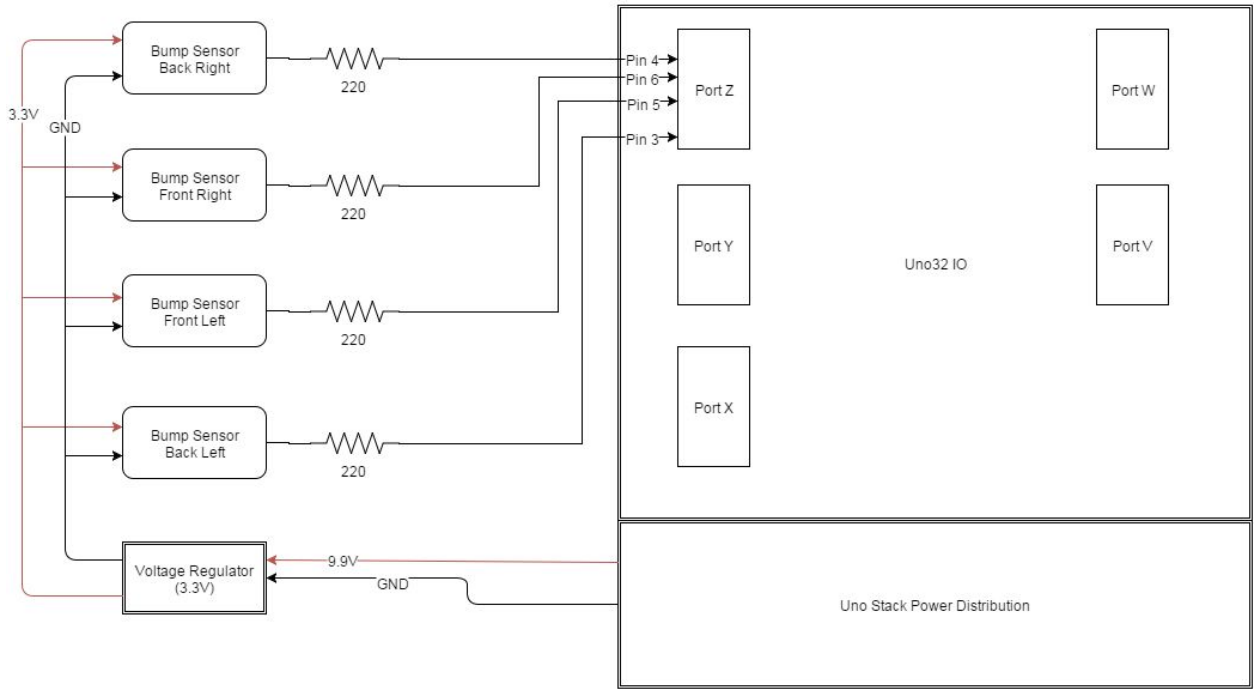 Bump Sensor
Back Right
220
Pin 4
Pin 6
Pin 5
Pin 3
Port Z
Port W
3.3V
GND
Bump Sensor
Front Right
220
Port Y
Uno32 IO
Port V
Bump Sensor
Front Left
220
Port X
Bump Sensor
Back Left
220
Voltage Regulator
(3.3V)
9.9V
GND
Uno Stack Power Distribution